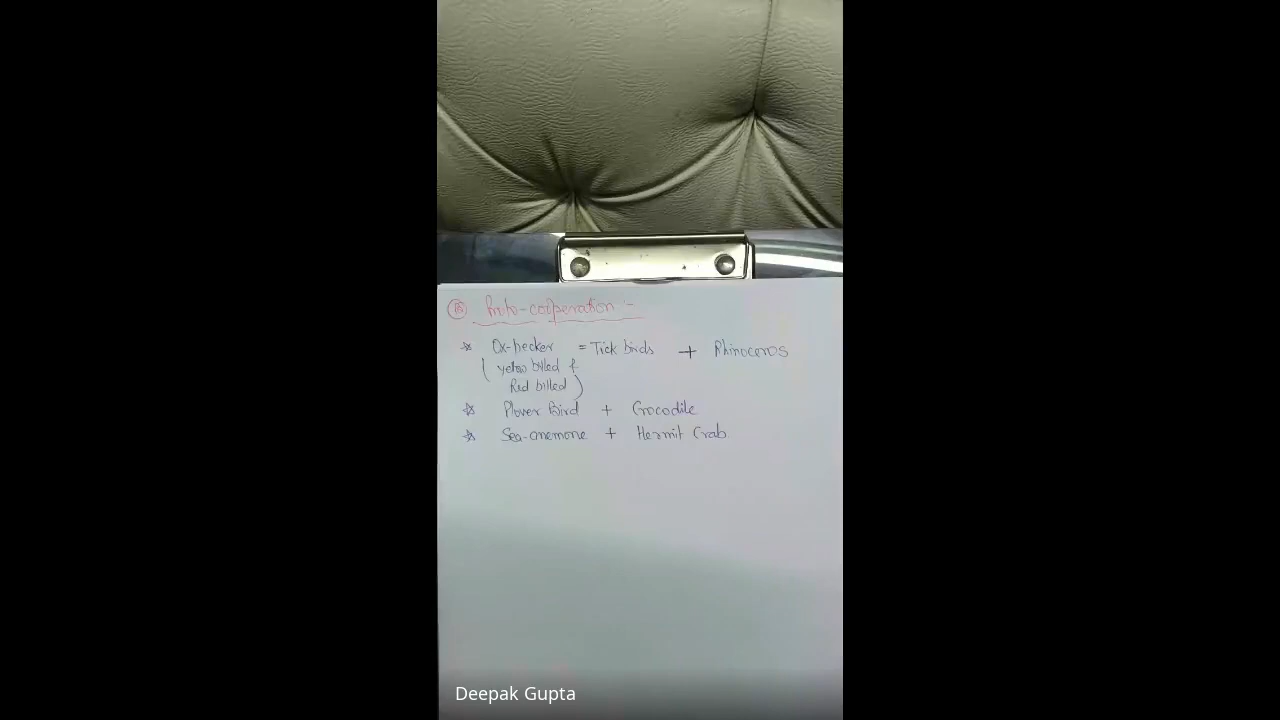 Proto-cooperation :-
☆ Ox-pecker = Tick birds + Rhinoceros
( yellow billed &
Red billed )
☆ Plover Bird + Crocodile
☆ Sea-anemone + Hermit Crab
Deepak Gupta